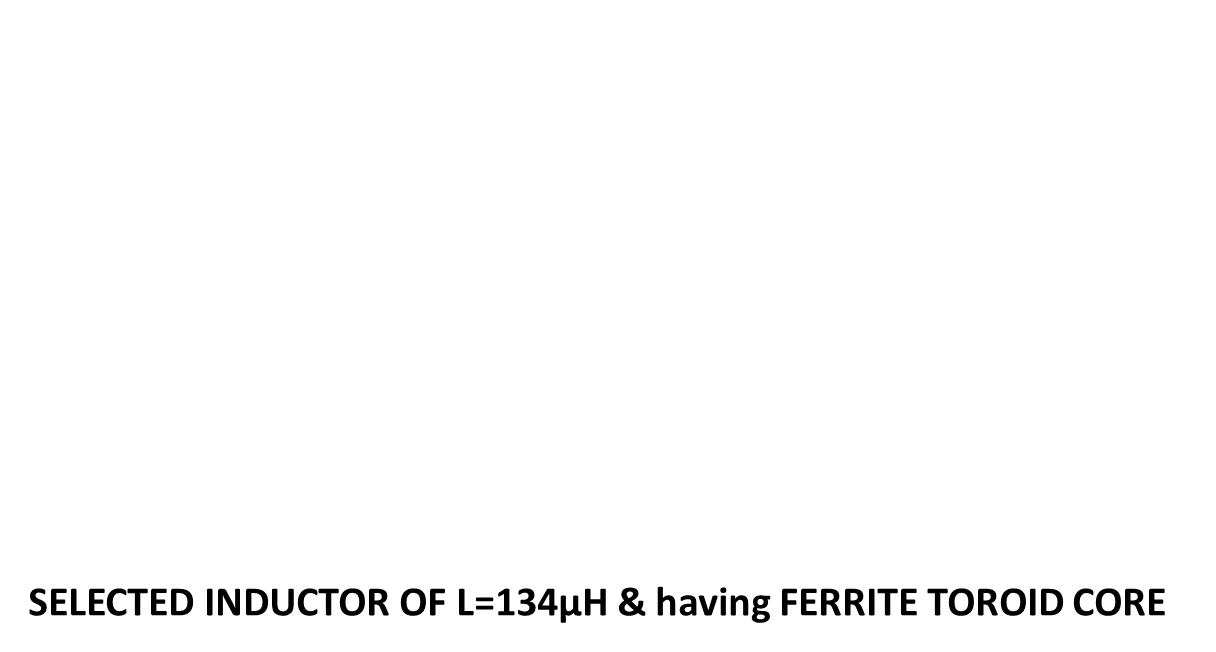 SELECTED INDUCTOR OF L=134µH & having FERRITE TOROID CORE